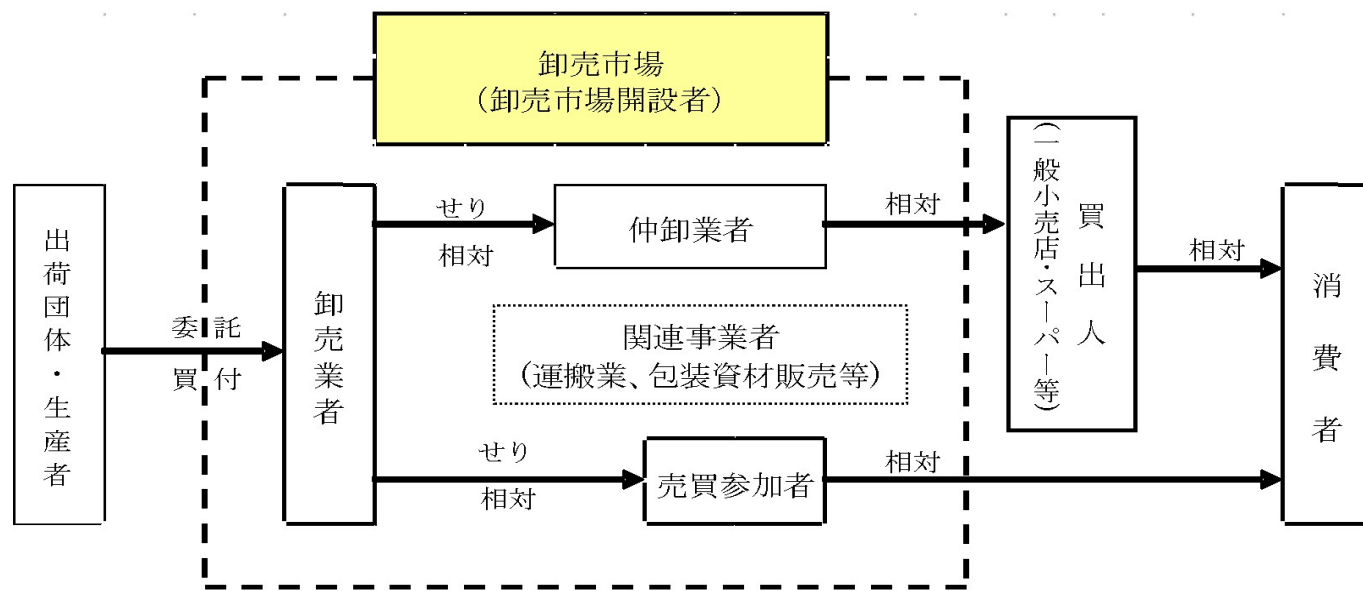 卸売市場
(卸売市場開設者)
出荷団体・生産者
委託
買付
卸売業者
せり
相対
仲卸業者
相対
買出人
(一般小売店・スーパー等)
相対
消費者
関連事業者
(運搬業、包装資材販売等)
せり
相対
売買参加者
相対